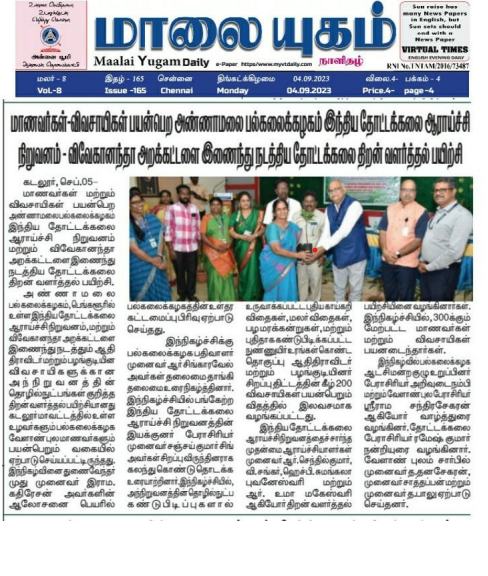 உலகை
மாலை யுகம்
நாளிதழ்
Maalai Yugam Daily e-Paper https://www.myvtdaily.com
Sun raise has
many News Papers
in English, but
Sun sets should
end with a
News Paper
VIRTUAL TIMES
ENGLISH EVENING DAILY
RNI No.TNTAM/2016/73487
மலர் - 8 இதழ் - 165 சென்னை திங்கட்கிழமை 04.09.2023 விலை.4- பக்கம் - 4
Vol.-8 Issue -165 Chennai Monday 04.09.2023 Price.4- page-4
மாணவர்கள்-விவசாயிகள் பயன்பெற அண்ணாமலை பல்கலைக்கழகம் இந்திய தோட்டக்கலை ஆராய்ச்சி
நிறுவனம் - விவேகானந்தா அறக்கட்டளை இணைந்து நடத்திய தோட்டக்கலை திறன் வளர்த்தல் பயிற்சி
கடலூர், செப்.05–
மாணவர்கள் மற்றும்
விவசாயிகள் பயன்பெற
அண்ணாமலை பல்கலைக்கழகம்
இந்திய தோட்டக்கலை
ஆராய்ச்சி நிறுவனம்
மற்றும் விவேகானந்தா
அறக்கட்டளை இணைந்து
நடத்திய தோட்டக்கலை
திறன் வளர்த்தல் பயிற்சி.
அண்ணாமலை
பல்கலைக்கழகம், பெங்களூரில்
உள்ள இந்திய தோட்டக்கலை
ஆராய்ச்சி நிறுவனம், மற்றும்
விவேகானந்தா அறக்கட்டளை
இணைந்து நடத்தும் ஆதி
திராவிடர் மற்றும் பழங்குடி
விவசாயிகளுக்கான
அந்நிறுவனத்தின்
தொழில்நுட்பங்கள் குறித்த
திறன் வளர்த்தல் பயிற்சியானது
கடலூர் மாவட்டத்தில் உள்ள
உழவர்களும் பல்கலைக்கழக
வேளாண்புல மாணவர்களும்
பயன்பெறும் வகையில்
ஏற்பாடு செய்யப்பட்டிருந்தது.
இந்நிகழ்வினை துணைவேந்தர்
முது முனைவர் இராம.
கதிரேசன் அவர்களின்
ஆலோசனை பெயரில்
பல்கலைக்கழகத்தின் உள்தர
கட்டமைப்பு பிரிவு ஏற்பாடு
செய்தது.
இந்நிகழ்ச்சிக்கு
பல்கலைக்கழக பதிவாளர்
முனைவர் ஆர் சிங்காரவேல்
அவர்கள் தலைமை தாங்கி
தலைமை உரை நிகழ்த்தினார்.
இந்நிகழ்ச்சியில் பங்கேற்ற
இந்திய தோட்டக்கலை
ஆராய்ச்சி நிறுவனத்தின்
இயக்குனர் பேராசிரியர்
முனைவர் சஞ்சய் குமார் சிங்
அவர்கள் சிறப்பு விருந்தினராக
கலந்து கொண்டு தொடக்க
உரையாற்றினார். இந்நிகழ்ச்சியில்,
அந்நிறுவனத்தின் தொழில்நுட்ப
கண்டுபிடிப்புகளால்
உருவாக்கப்பட்ட புதிய காய்கறி
விதைகள், மலர் விதைகள்,
பழ மரக்கன்றுகள், மற்றும்
புதிதாக கண்டுபிடிக்கப்பட்ட
நுண்ணுயிர் உரங்கள் கொண்ட
தொகுப்பு ஆதிதிராவிடர்
மற்றும் பழங்குடியினர்
சிறப்பு திட்டத்தின் கீழ் 200
விவசாயிகள் பயன்பெறும்
விதத்தில் இலவசமாக
வழங்கப்பட்டது.
இந்திய தோட்டக்கலை
ஆராய்ச்சி நிறுவனத்தைச் சார்ந்த
முதன்மை ஆராய்ச்சியாளர்கள்
முனைவர் ஆர்.செந்தில்குமார்,
வி.சங்கர், ஹெச்பி. சுமங்கலா
புவனேஸ்வரி மற்றும்
ஆர். உமா மகேஸ்வரி
ஆகியோர் திறன் வளர்த்தல்
பயிற்சியினை வழங்கினார்கள்.
இந்நிகழ்ச்சியில், 300க்கும்
மேற்பட்ட மாணவர்கள்
மற்றும் விவசாயிகள்
பயனடைந்தார்கள்.
இந்நிகழ்வில் பல்கலைக்கழக
ஆட்சிமன்ற குழு உறுப்பினர்
பேராசிரியர் அறிவுடைநம்பி
மற்றும் வேளாண்புல பேராசிரியர்
ஸ்ரீராம சந்திரசேகரன்
ஆகியோர் வாழ்த்துரை
வழங்கினர். தோட்டக்கலை
பேராசிரியர் ரமேஷ் குமார்
நன்றியுரை வழங்கினார்.
வேளாண் புலம் சார்பில்
முனைவர் த.தனசேகரன்,
முனைவர் சாத்தப்பன் மற்றும்
முனைவர் த.பாலு ஏற்பாடு
செய்தனர்.